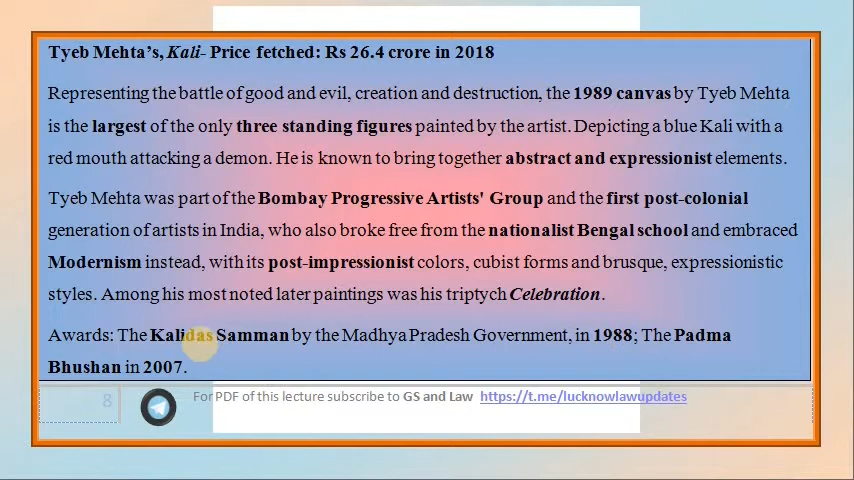 Tyeb Mehta's, Kali- Price fetched: Rs 26.4 crore in 2018
Representing the battle of good and evil, creation and destruction, the 1989 canvas by Tyeb Mehta
is the largest of the only three standing figures painted by the artist. Depicting a blue Kali with a
red mouth attacking a demon. He is known to bring together abstract and expressionist elements.
Tyeb Mehta was part of the Bombay Progressive Artists' Group and the first post-colonial
generation of artists in India, who also broke free from the nationalist Bengal school and embraced
Modernism instead, with its post-impressionist colors, cubist forms and brusque, expressionistic
styles. Among his most noted later paintings was his triptych Celebration.
Awards: The Kalidas Samman by the Madhya Pradesh Government, in 1988; The Padma
Bhushan in 2007.
8
For PDF of this lecture subscribe to GS and Law https://t.me/lucknowlawupdates